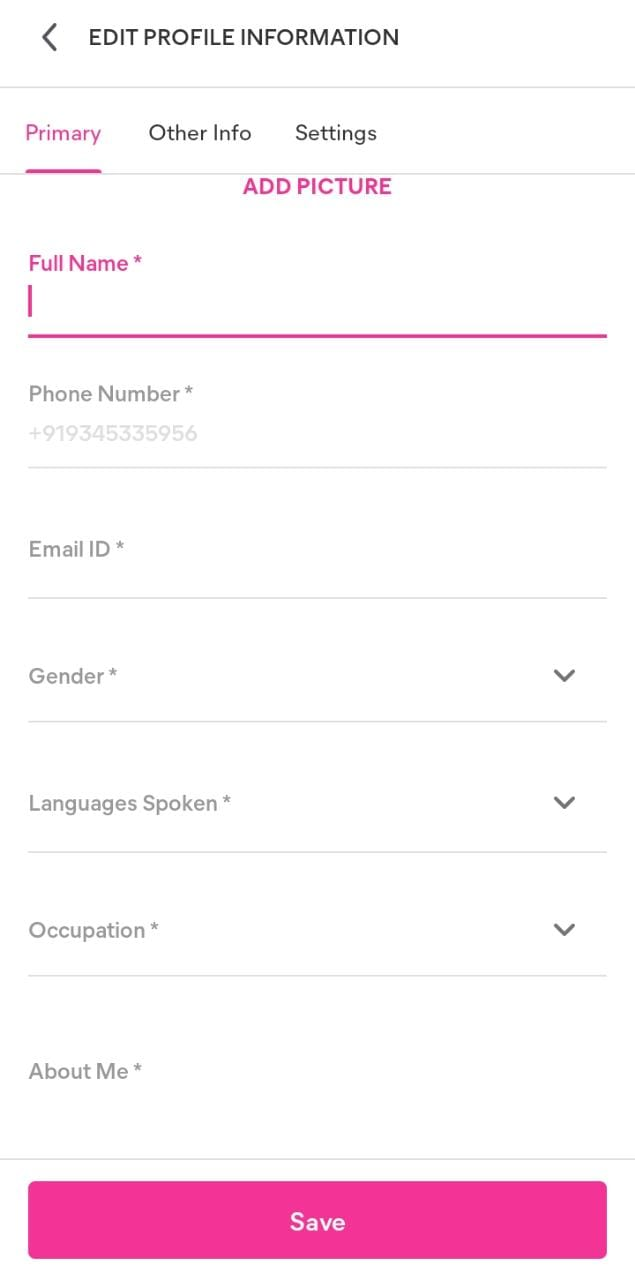 EDIT PROFILE INFORMATION
Primary Other Info Settings
ADD PICTURE
Full Name *
Phone Number *
+919345335956
Email ID *
Gender *
Languages Spoken *
Occupation *
About Me *
Save